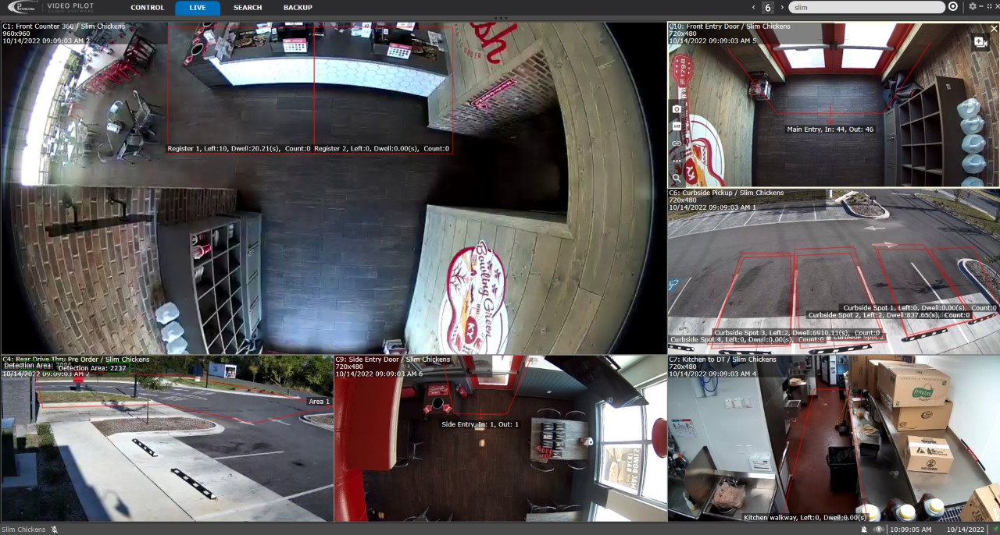 VIDEO PILOT
CLIENT SOFTWARE
CONTROL
LIVE
SEARCH
BACKUP
6
slim
C1: Front Counter 360 / Slim Chickens
960x960
10/14/2022 09:09:03 AM 2
Register 1, Left:10, Dwell:20.21(s), Count:0
Register 2, Left:0, Dwell:0.00(s), Count:0
Bowling Green
KY
C10: Front Entry Door / Slim Chickens
720x480
10/14/2022 09:09:03 AM 5
1798
KY
Main Entry, In: 44, Out: 46
C6: Curbside Pickup / Slim Chickens
720x480
10/14/2022 09:09:03 AM 1
Curbside Spot 1, Left:0, Dwell:0.00(s), Count:0
Curbside Spot 2, Left:2, Dwell:837.65(s), Count:0
Curbside Spot 3, Left:2, Dwell:6910.11(s), Count:0
Curbside Spot 4, Left:0, Dwell:0.00(s), Count:0
C4: Rear Drive Thru Pre Order / Slim Chickens
Detection Area: 2237
10/14/2022 09:09:03 AM 2
Area 1
C9: Side Entry Door / Slim Chickens
720x480
10/14/2022 09:09:03 AM 6
Side Entry, In: 1, Out: 1
C7: Kitchen to DT / Slim Chickens
720x480
10/14/2022 09:09:03 AM 4
Kitchen walkway, Left:0, Dwell:0.00(s)
Slim Chickens
10:09:05 AM
10/14/2022